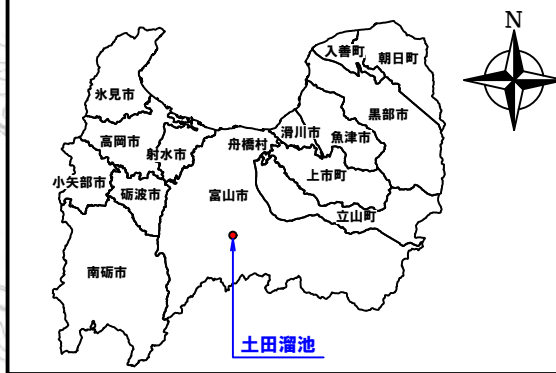 N
入善町
朝日町
氷見市
黒部市
滑川市
魚津市
高岡市
射水市
舟橋村
上市町
小矢部市
砺波市
富山市
立山町
南砺市
土田溜池